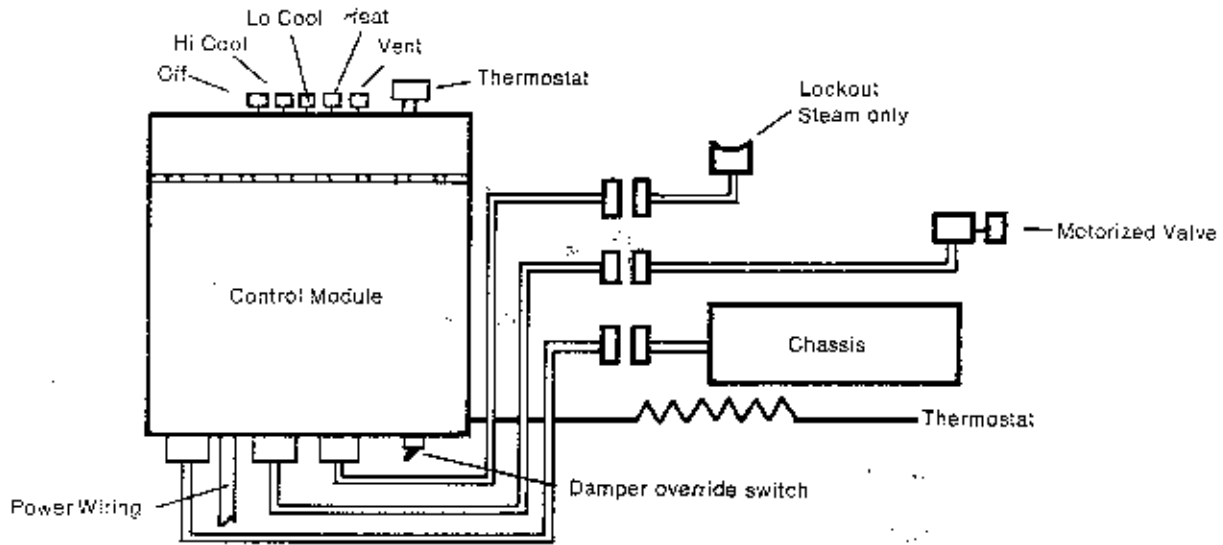 Lo Cool Heat
Hi Cool Vent
Off
Thermostat
Lockout
Steam only
Motorized Valve
Control Module
Chassis
Thermostat
Damper override switch
Power Wiring